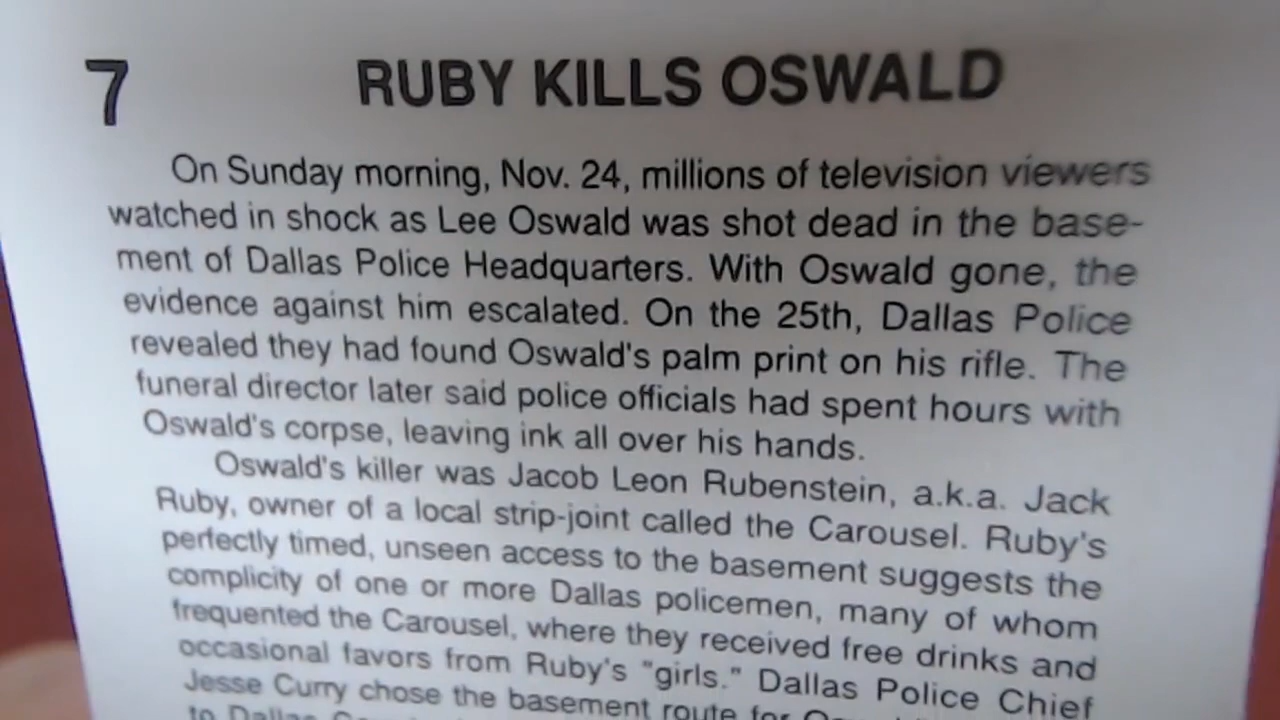 7 RUBY KILLS OSWALD
On Sunday morning, Nov. 24, millions of television viewers
watched in shock as Lee Oswald was shot dead in the base-
ment of Dallas Police Headquarters. With Oswald gone, the
evidence against him escalated. On the 25th, Dallas Police
revealed they had found Oswald's palm print on his rifle. The
funeral director later said police officials had spent hours with
Oswald's corpse, leaving ink all over his hands.
Oswald's killer was Jacob Leon Rubenstein, a.k.a. Jack
Ruby, owner of a local strip-joint called the Carousel. Ruby's
perfectly timed, unseen access to the basement suggests the
complicity of one or more Dallas policemen, many of whom
frequented the Carousel, where they received free drinks and
occasional favors from Ruby's "girls." Dallas Police Chief
Jesse Curry chose the basement route for
to Dallas